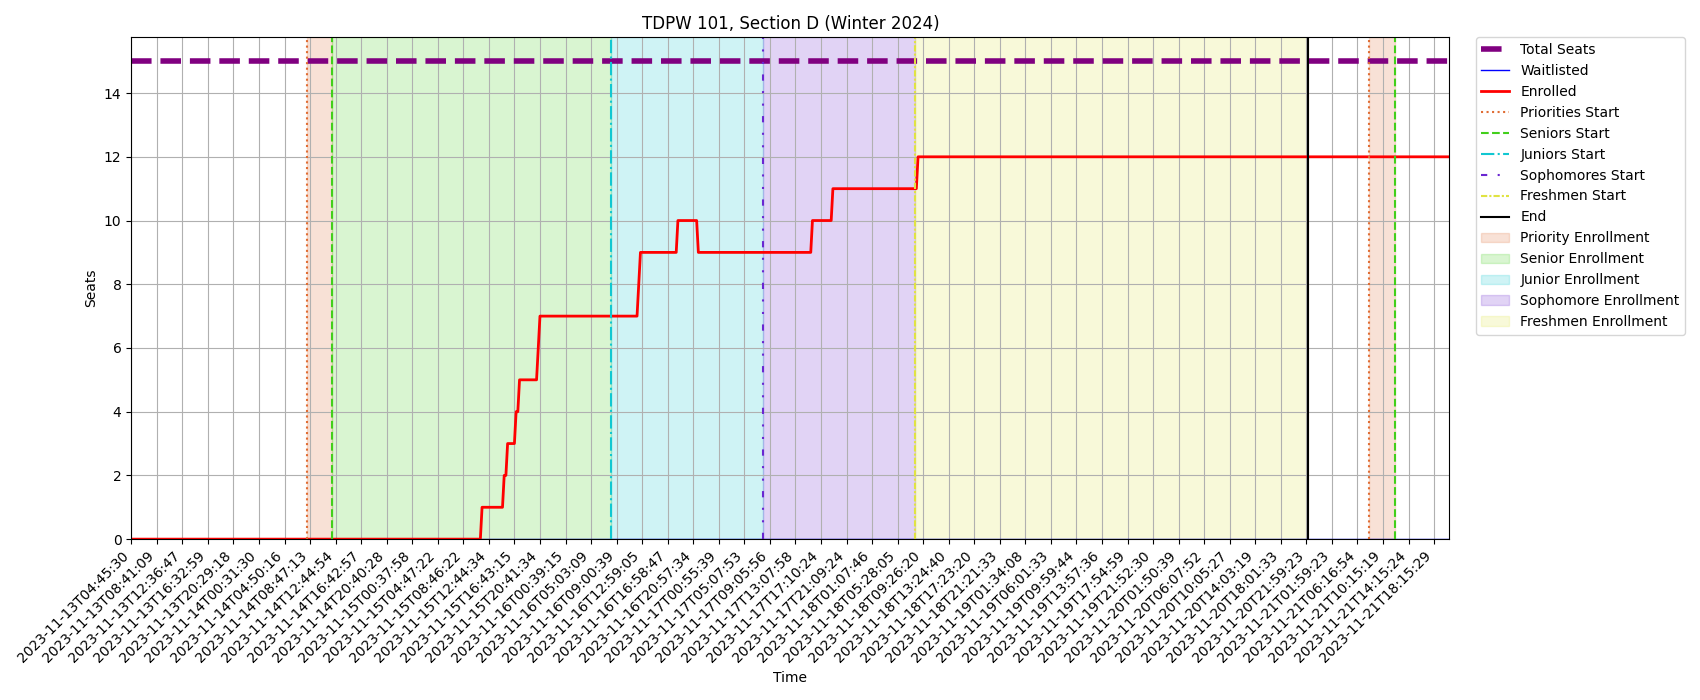 TDPW 101, Section D (Winter 2024)
Total Seats
Waitlisted
Enrolled
Priorities Start
Seniors Start
Juniors Start
Sophomores Start
Freshmen Start
End
Priority Enrollment
Senior Enrollment
Junior Enrollment
Sophomore Enrollment
Freshmen Enrollment
Seats
14
12
10
8
6
4
2
0
2023-11-13T04:45:30
2023-11-13T08:41:09
2023-11-13T12:36:47
2023-11-13T16:32:59
2023-11-13T20:29:18
2023-11-14T00:31:30
2023-11-14T04:50:16
2023-11-14T08:47:13
2023-11-14T12:44:54
2023-11-14T16:42:57
2023-11-14T20:40:28
2023-11-15T00:37:58
2023-11-15T04:47:22
2023-11-15T08:46:22
2023-11-15T12:44:34
2023-11-15T16:43:15
2023-11-15T20:41:34
2023-11-16T00:39:15
2023-11-16T05:03:09
2023-11-16T09:00:39
2023-11-16T12:59:05
2023-11-16T16:58:47
2023-11-16T20:57:34
2023-11-17T00:55:39
2023-11-17T05:07:53
2023-11-17T09:05:56
2023-11-17T13:07:58
2023-11-17T17:10:24
2023-11-17T21:09:24
2023-11-18T01:07:46
2023-11-18T05:28:05
2023-11-18T09:26:20
2023-11-18T13:24:40
2023-11-18T17:23:20
2023-11-18T21:21:33
2023-11-19T01:34:08
2023-11-19T06:01:33
2023-11-19T09:59:44
2023-11-19T13:57:36
2023-11-19T17:54:59
2023-11-19T21:52:30
2023-11-20T01:50:39
2023-11-20T06:07:52
2023-11-20T10:05:27
2023-11-20T14:03:19
2023-11-20T18:01:33
2023-11-20T21:59:23
2023-11-21T01:59:23
2023-11-21T06:16:54
2023-11-21T10:15:19
2023-11-21T14:15:24
2023-11-21T18:15:29
Time